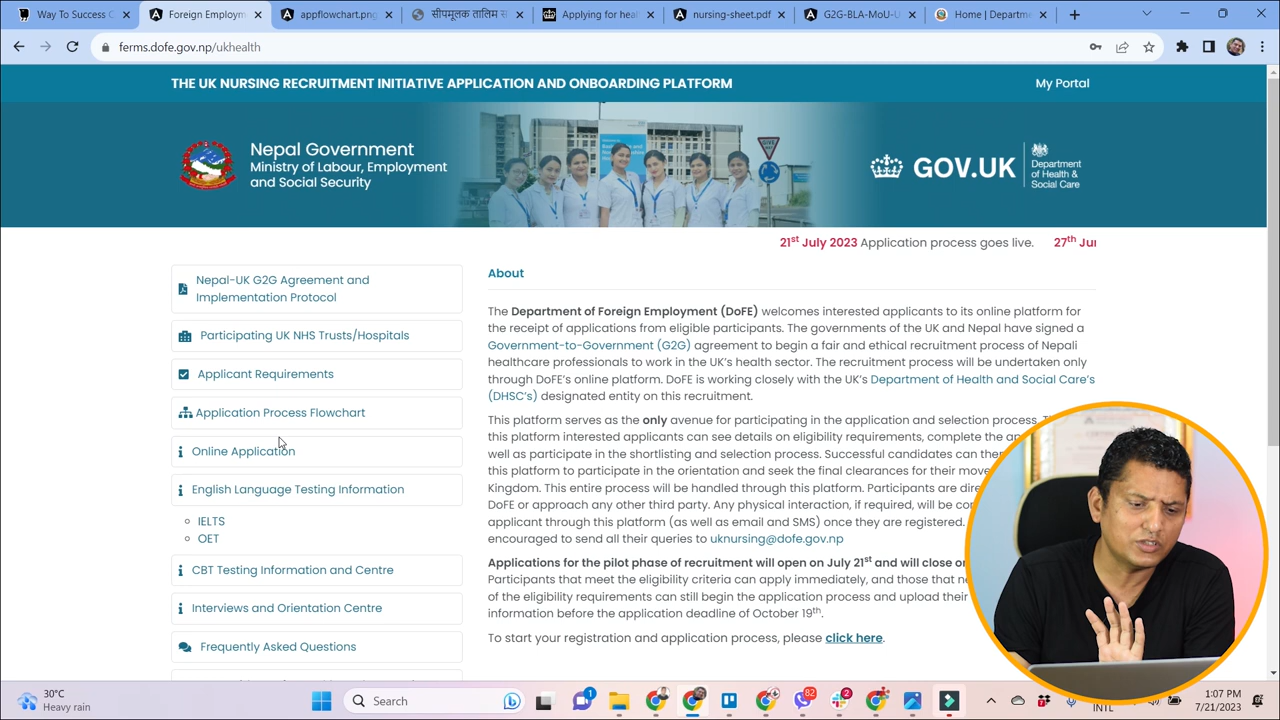 Way To Success C
Foreign Employm
appflowchart.png
सीपमूलक तालिम
Applying for heal
nursing-sheet.pdf
G2G-BLA-MoU-U
Home | Departme
ferms.dofe.gov.np/ukhealth
THE UK NURSING RECRUITMENT INITIATIVE APPLICATION AND ONBOARDING PLATFORM
My Portal
Nepal Government
Ministry of Labour, Employment
and Social Security
GIVE
GOV.UK
Department
of Health &
Social Care
21st July 2023 Application process goes live. 27th Jun
Nepal-UK G2G Agreement and
Implementation Protocol
Participating UK NHS Trusts/Hospitals
Applicant Requirements
Application Process Flowchart
Online Application
English Language Testing Information
IELTS
OET
CBT Testing Information and Centre
Interviews and Orientation Centre
Frequently Asked Questions
About
The Department of Foreign Employment (DoFE) welcomes interested applicants to its online platform for
the receipt of applications from eligible participants. The governments of the UK and Nepal have signed a
Government-to-Government (G2G) agreement to begin a fair and ethical recruitment process of Nepali
healthcare professionals to work in the UK's health sector. The recruitment process will be undertaken only
through DoFE's online platform. DoFE is working closely with the UK's Department of Health and Social Care's
(DHSC's) designated entity on this recruitment.
This platform serves as the only avenue for participating in the application and selection process.
this platform interested applicants can see details on eligibility requirements, complete the
well as participate in the shortlisting and selection process. Successful candidates can
this platform to participate in the orientation and seek the final clearances for their
Kingdom. This entire process will be handled through this platform. Participants are
DoFE or approach any other third party. Any physical interaction, if required, will be
applicant through this platform (as well as email and SMS) once they are registered.
encouraged to send all their queries to uknursing@dofe.gov.np
Applications for the pilot phase of recruitment will open on July 21st and will close
Participants that meet the eligibility criteria can apply immediately, and those that
of the eligibility requirements can still begin the application process and upload their
information before the application deadline of October 19th.
To start your registration and application process, please click here.
30°C
Heavy rain
Search
1
82
2
INTL
1:07 PM
7/21/2023